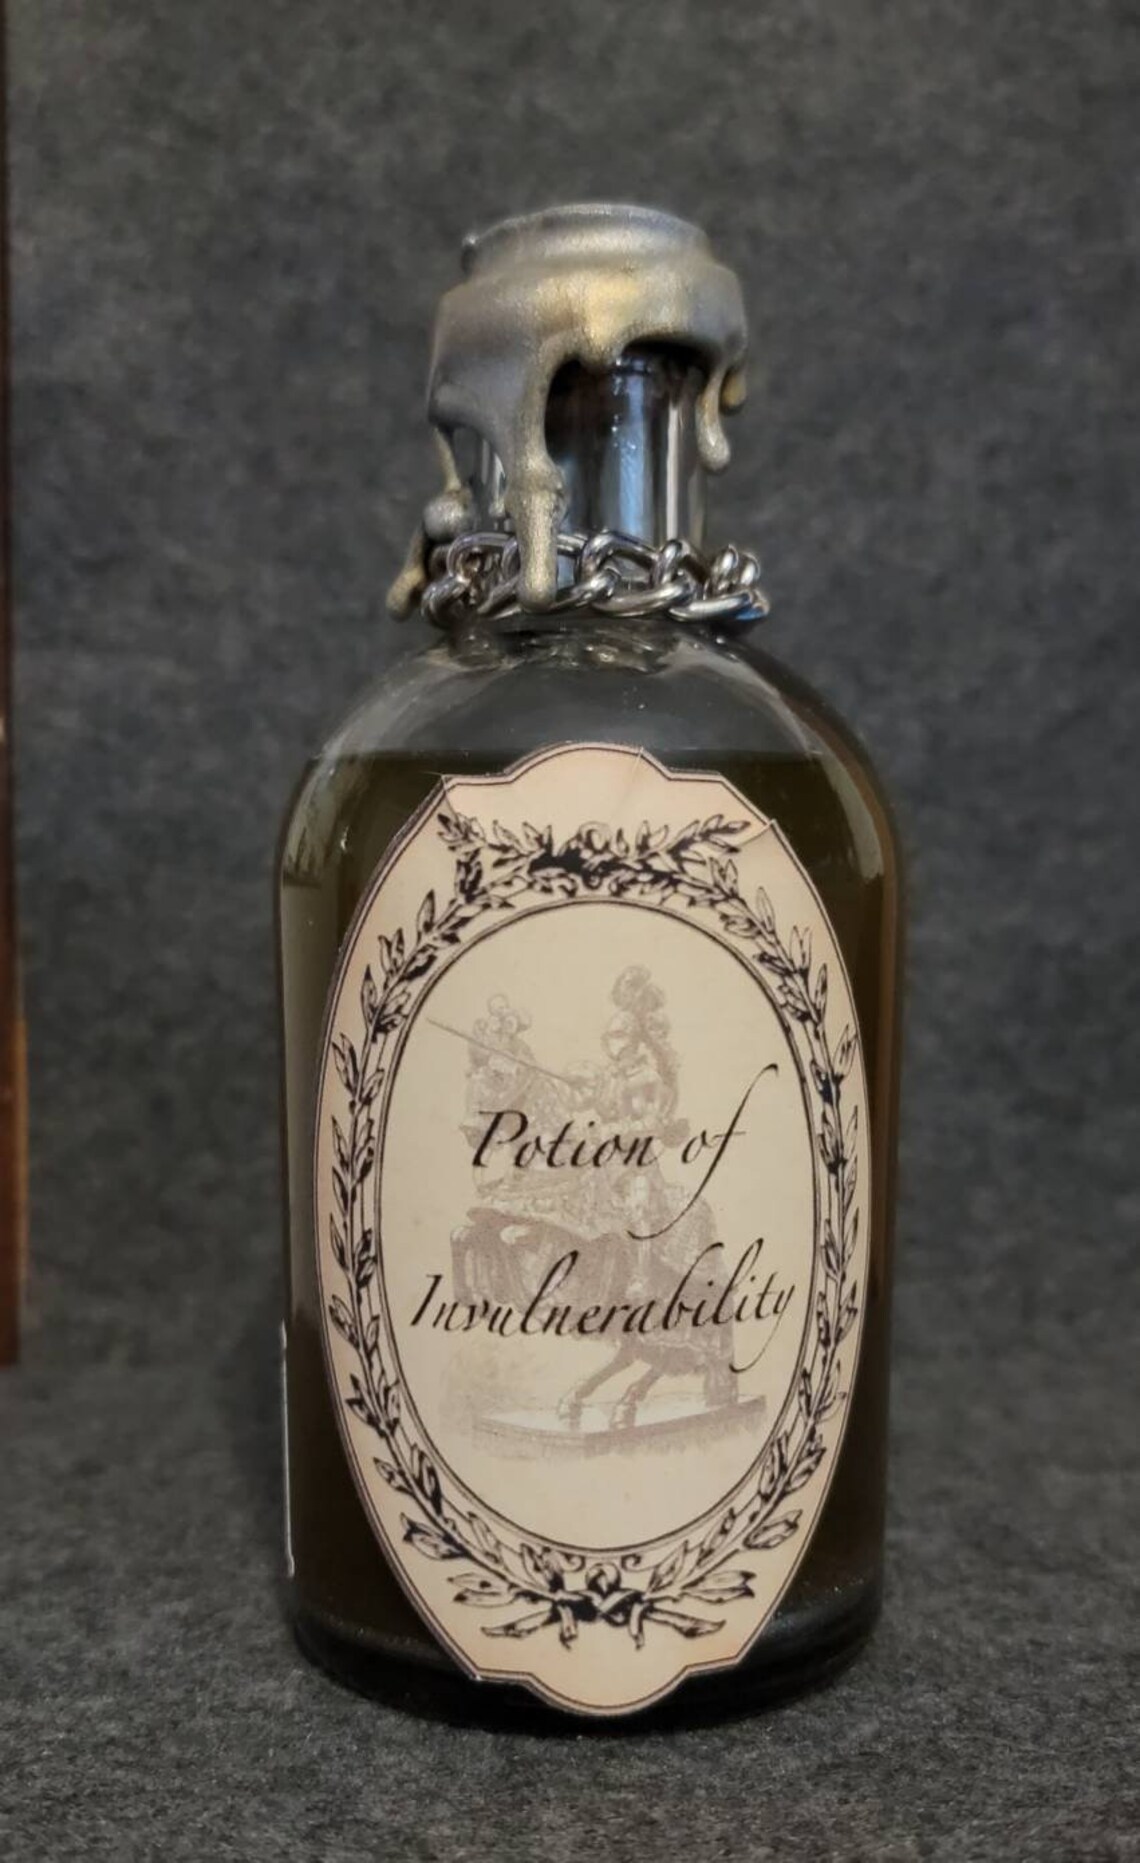 Potion of
Invulnerability